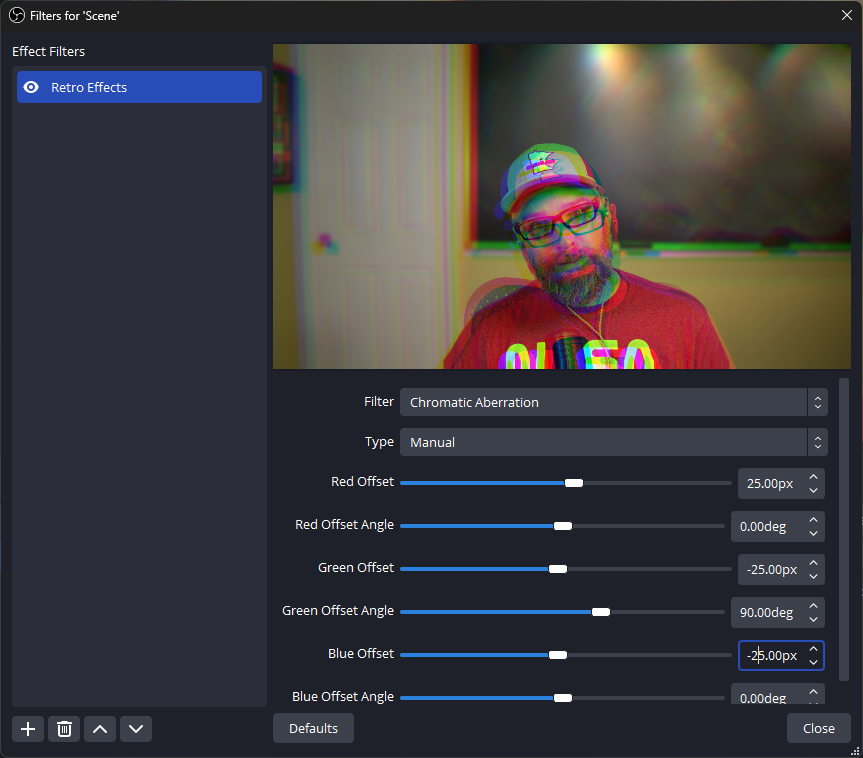 Filters for 'Scene'
Effect Filters
Retro Effects
Filter
Chromatic Aberration
Type
Manual
Red Offset
25.00px
Red Offset Angle
0.00deg
Green Offset
-25.00px
Green Offset Angle
90.00deg
Blue Offset
-25.00px
Blue Offset Angle
0.00deg
Defaults
Close